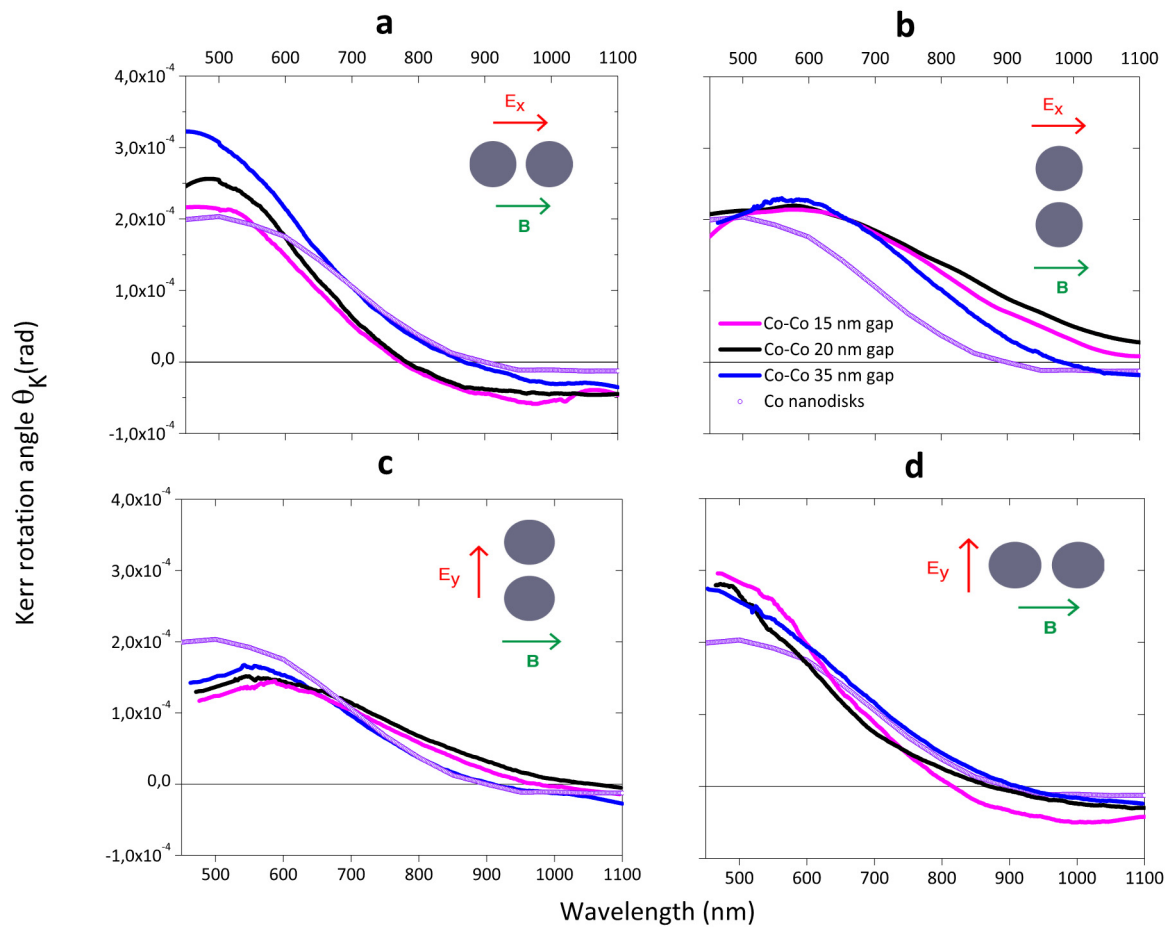 a
b
500 600 700 800 900 1000 1100
500 600 700 800 900 1000 1100
4,0x10⁻⁴
3,0x10⁻⁴
2,0x10⁻⁴
1,0x10⁻⁴
0,0
-1,0x10⁻⁴
Eₓ
B
Eₓ
B
Co-Co 15 nm gap
Co-Co 20 nm gap
Co-Co 35 nm gap
Co nanodisks
Kerr rotation angle θ_K(rad)
c
d
4,0x10⁻⁴
3,0x10⁻⁴
2,0x10⁻⁴
1,0x10⁻⁴
0,0
-1,0x10⁻⁴
E_y
B
E_y
B
500 600 700 800 900 1000 1100
500 600 700 800 900 1000 1100
Wavelength (nm)